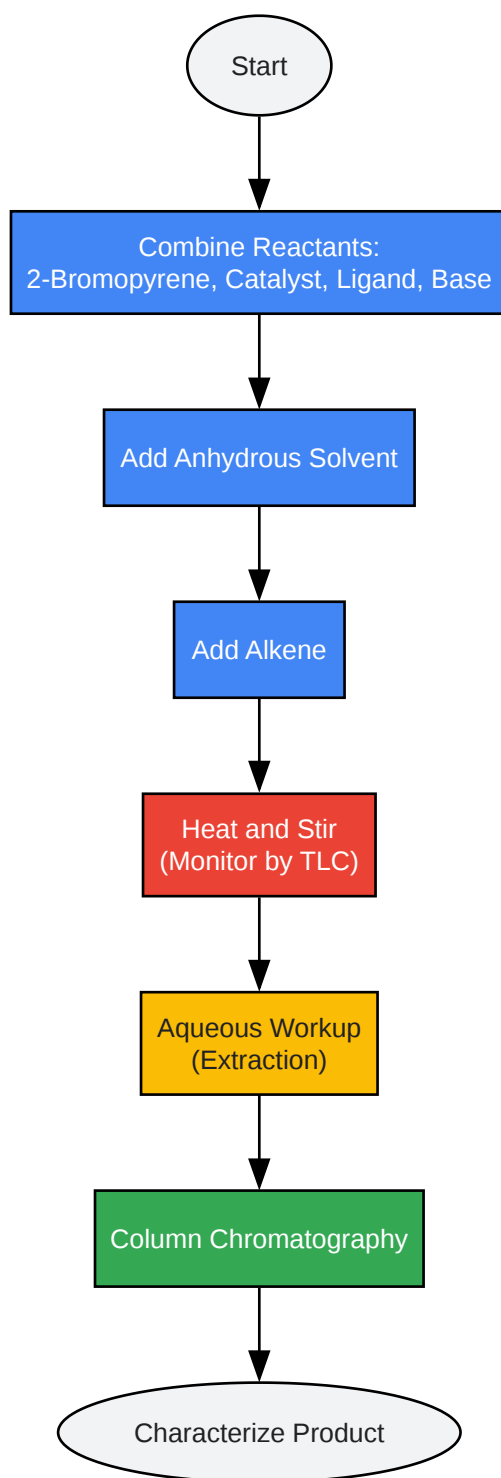 Start
Combine Reactants:
2-Bromopyrene, Catalyst, Ligand, Base
Add Anhydrous Solvent
Add Alkene
Heat and Stir
(Monitor by TLC)
Aqueous Workup
(Extraction)
Column Chromatography
Characterize Product